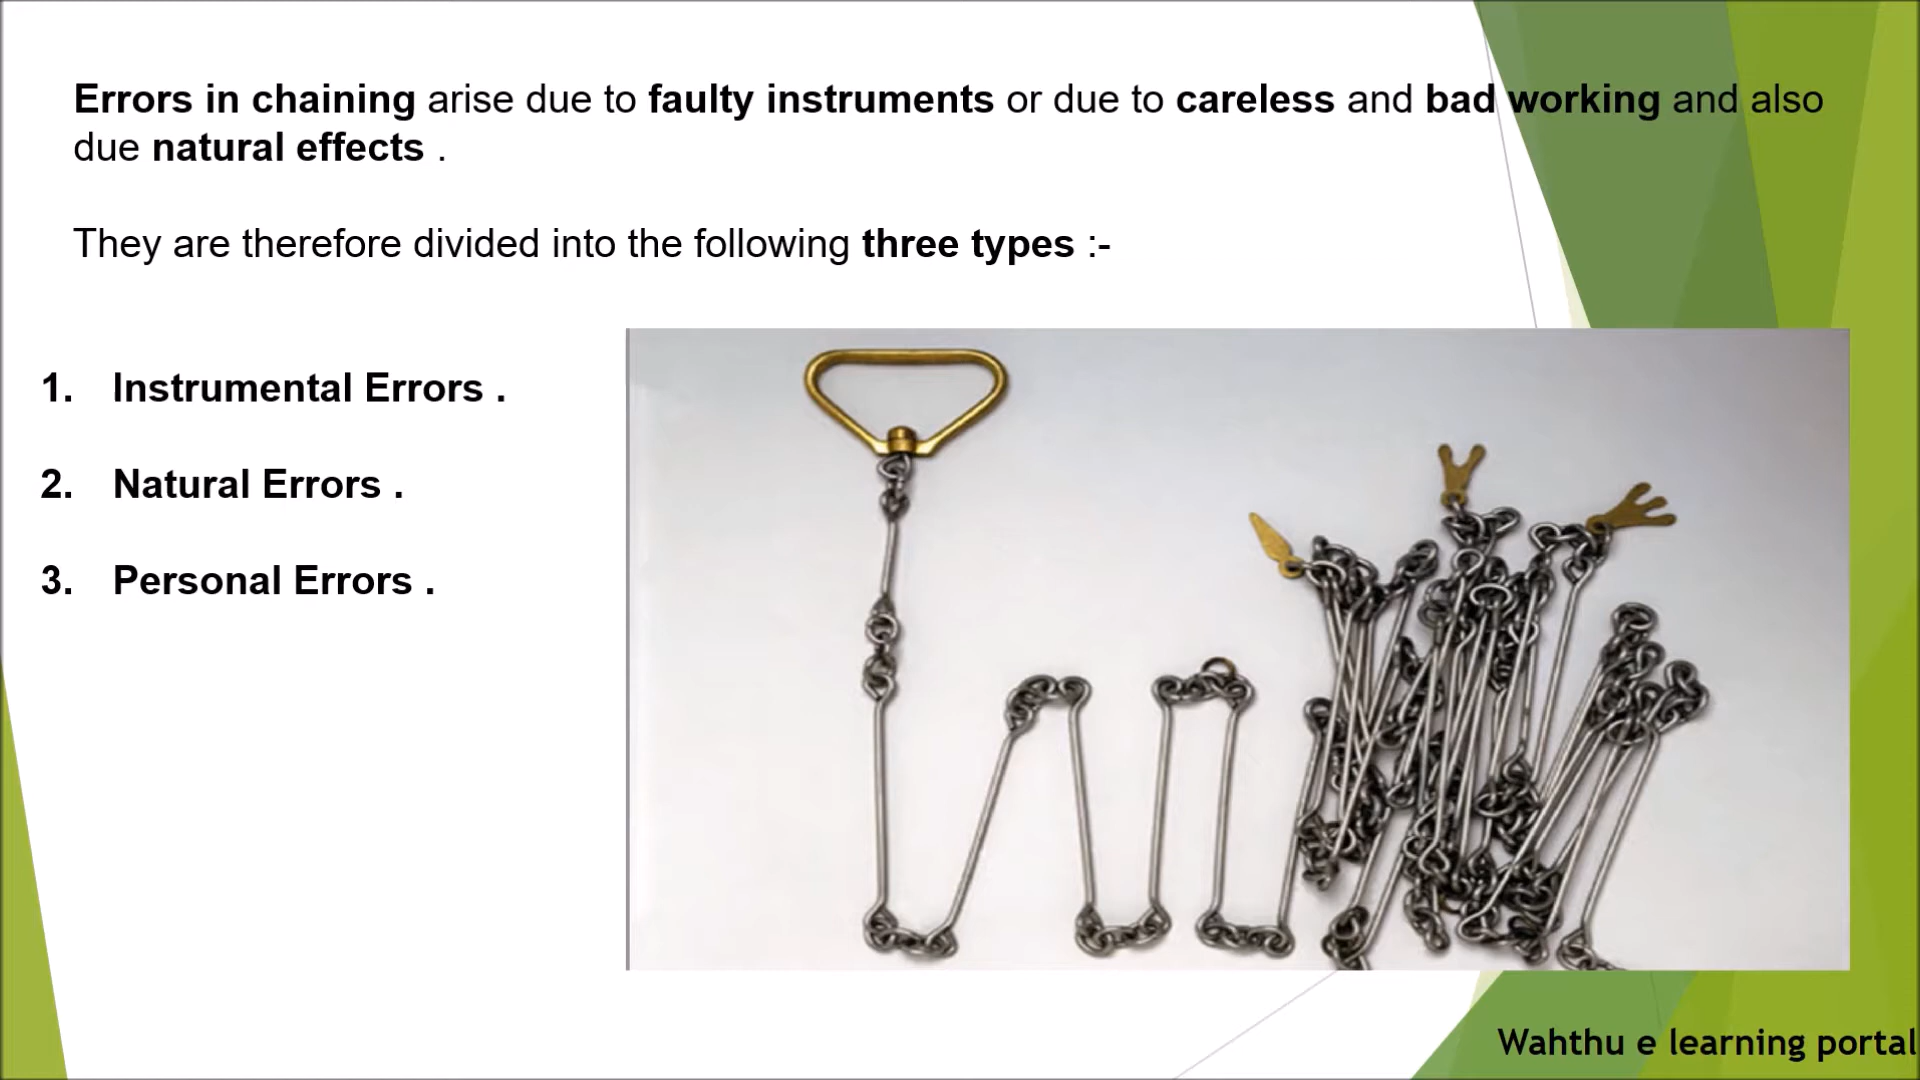 Errors in chaining arise due to faulty instruments or due to careless and bad working and also
due natural effects .
They are therefore divided into the following three types :-
1. Instrumental Errors .
2. Natural Errors .
3. Personal Errors .
Wahthu e learning portal